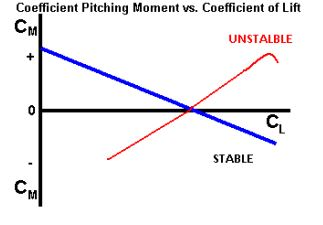 Coefficient Pitching Moment vs. Coefficient of Lift
CM
UNSTALBLE
+
0
CL
-
STABLE
CM